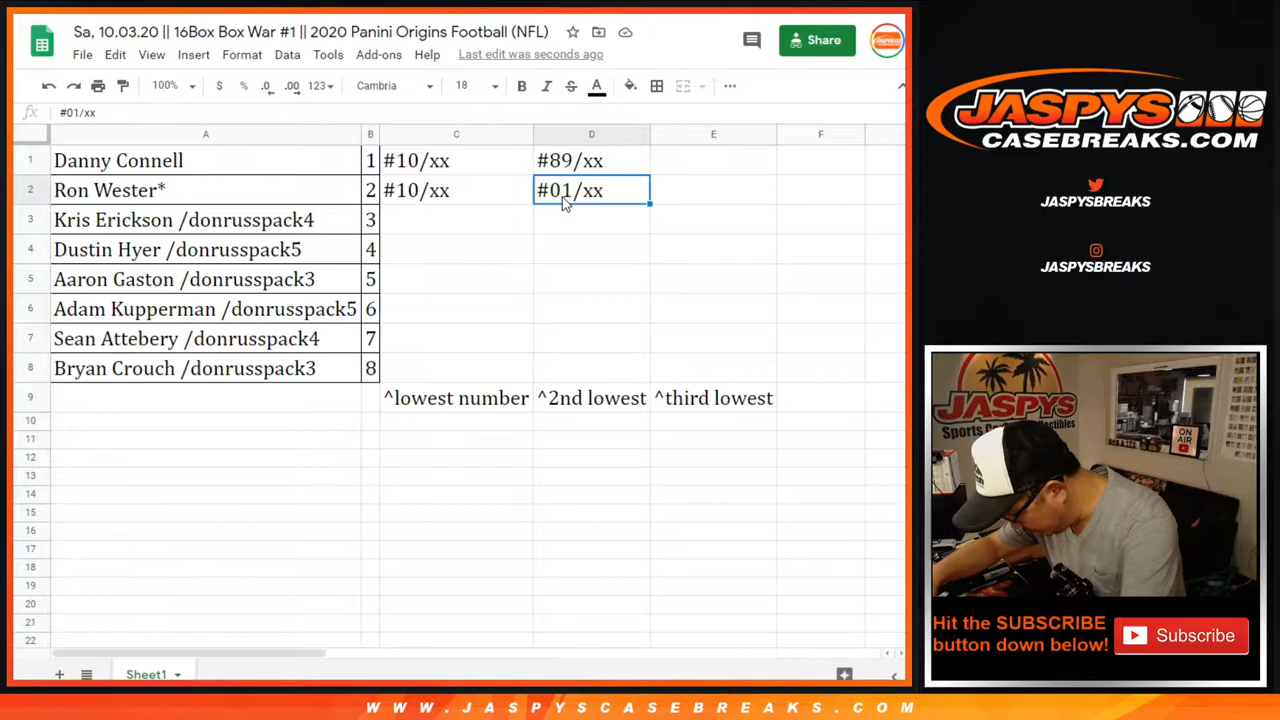 Sa, 10.03.20 || 16Box Box War #1 || 2020 Panini Origins Football (NFL)
File Edit View Insert Format Data Tools Add-ons Help Last edit was seconds ago
Share
100% $ % .0 .00 123 Cambria 18 B I S A
fx #01/xx
A B C D E F
1 Danny Connell 1 #10/xx #89/xx
2 Ron Wester* 2 #10/xx #01/xx
3 Kris Erickson /donrusspack4 3
4 Dustin Hyer /donrusspack5 4
5 Aaron Gaston /donrusspack3 5
6 Adam Kupperman /donrusspack5 6
7 Sean Attebery /donrusspack4 7
8 Bryan Crouch /donrusspack3 8
9 ^lowest number ^2nd lowest ^third lowest
10
11
12
13
14
15
16
17
18
19
20
21
22
Sheet1
JASPYS
CASEBREAKS.COM
JASPYSBREAKS
JASPYSBREAKS
JASPYS
Sports
ON
AIR
Hit the SUBSCRIBE
button down below!
Subscribe
WWW.JASPYSCASEBREAKS.COM